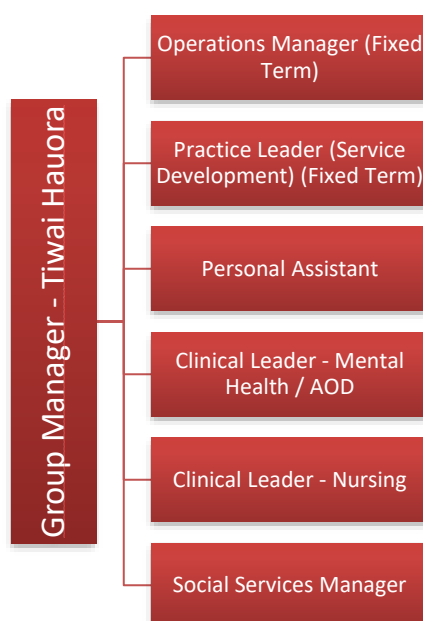 Group Manager - Tiwai Hauora
Operations Manager (Fixed
Term)
Practice Leader (Service
Development) (Fixed Term)
Personal Assistant
Clinical Leader - Mental
Health / AOD
Clinical Leader - Nursing
Social Services Manager